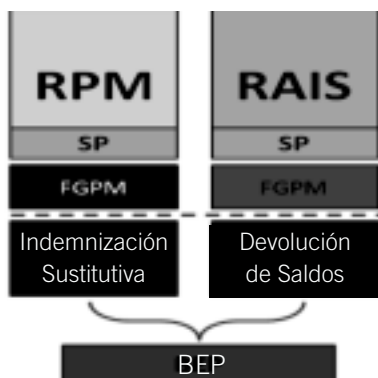 RPM RAIS
SP SP
FGPM FGPM
Indemnización Devolución
Sustitutiva de Saldos
BEP